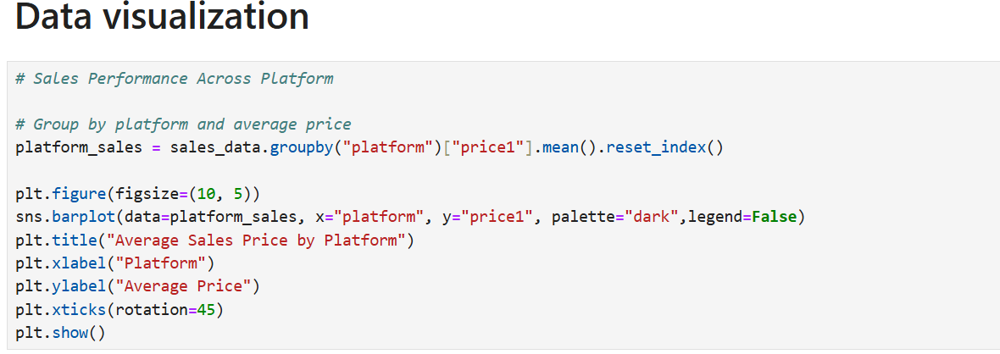 Data visualization
# Sales Performance Across Platform
# Group by platform and average price
platform_sales = sales_data.groupby("platform")["price1"].mean().reset_index()
plt.figure(figsize=(10, 5))
sns.barplot(data=platform_sales, x="platform", y="price1", palette="dark",legend=False)
plt.title("Average Sales Price by Platform")
plt.xlabel("Platform")
plt.ylabel("Average Price")
plt.xticks(rotation=45)
plt.show()